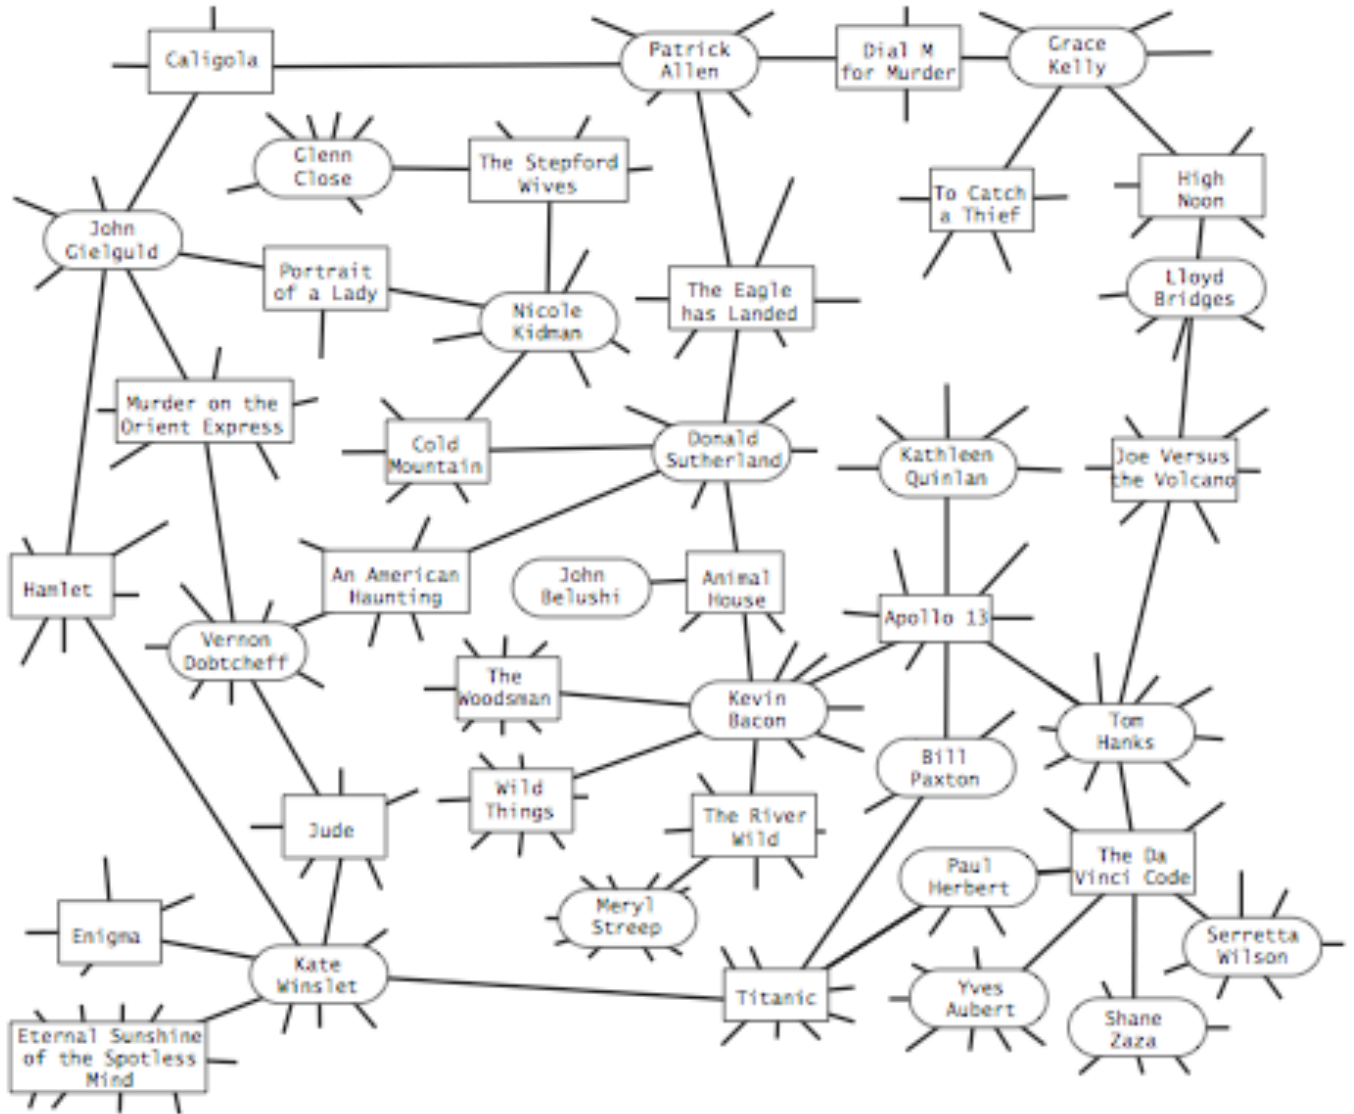 Caligola
Patrick
Allen
Dial M
for Murder
Grace
Kelly
Glenn
Close
The Stepford
Wives
To Catch
a Thief
High
Noon
John
Gielguld
Portrait
of a Lady
Nicole
Kidman
The Eagle
has Landed
Lloyd
Bridges
Murder on the
Orient Express
Cold
Mountain
Donald
Sutherland
Kathleen
Quinlan
Joe Versus
the Volcano
Hamlet
An American
Haunting
John
Belushi
Animal
House
Apollo 13
Vernon
Dobtcheff
The
Woodsman
Kevin
Bacon
Tom
Hanks
Bill
Paxton
Wild
Things
The River
Wild
Jude
Paul
Herbert
The Da
Vinci Code
Meryl
Streep
Enigma
Serretta
Wilson
Kate
Winslet
Titanic
Yves
Aubert
Shane
Zaza
Eternal Sunshine
of the Spotless
Mind